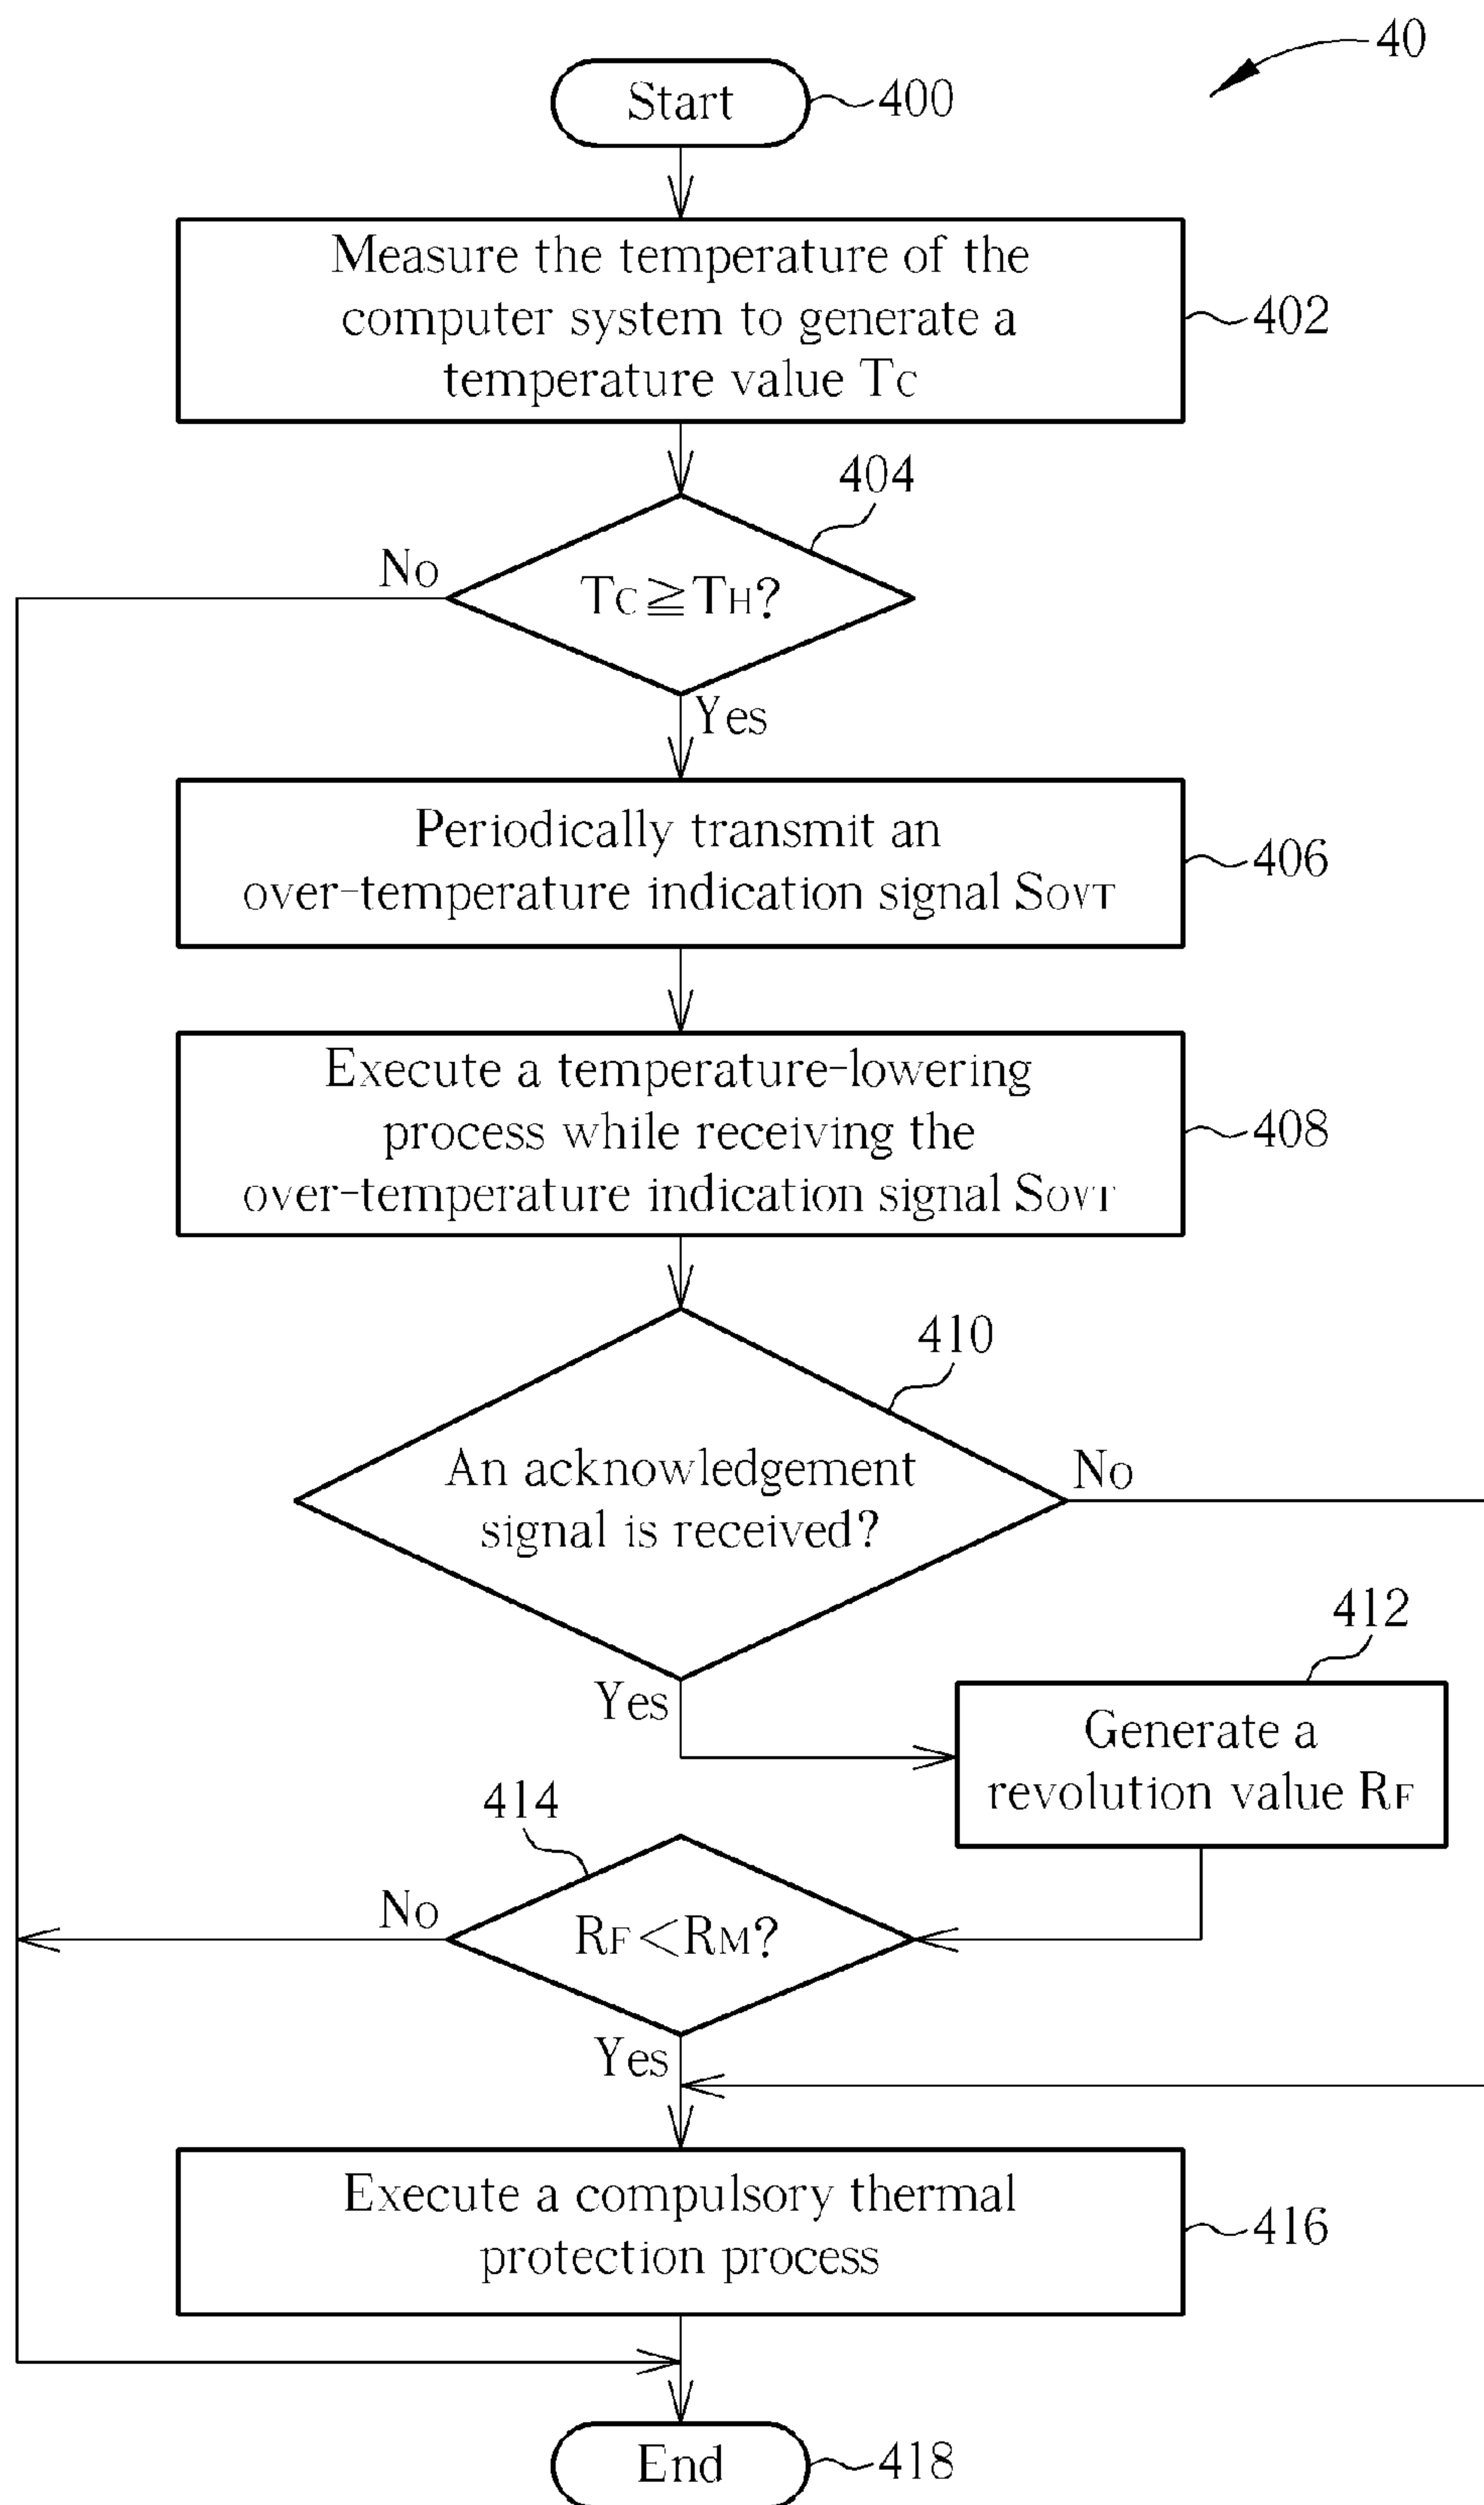 40
Start
400
Measure the temperature of the
computer system to generate a
temperature value TC
402
404
No
TC≧TH?
Yes
Periodically transmit an
over-temperature indication signal SOVT
406
Execute a temperature-lowering
process while receiving the
over-temperature indication signal SOVT
408
410
An acknowledgement
signal is received?
No
Yes
412
Generate a
revolution value RF
414
No
RF<RM?
Yes
Execute a compulsory thermal
protection process
416
End
418